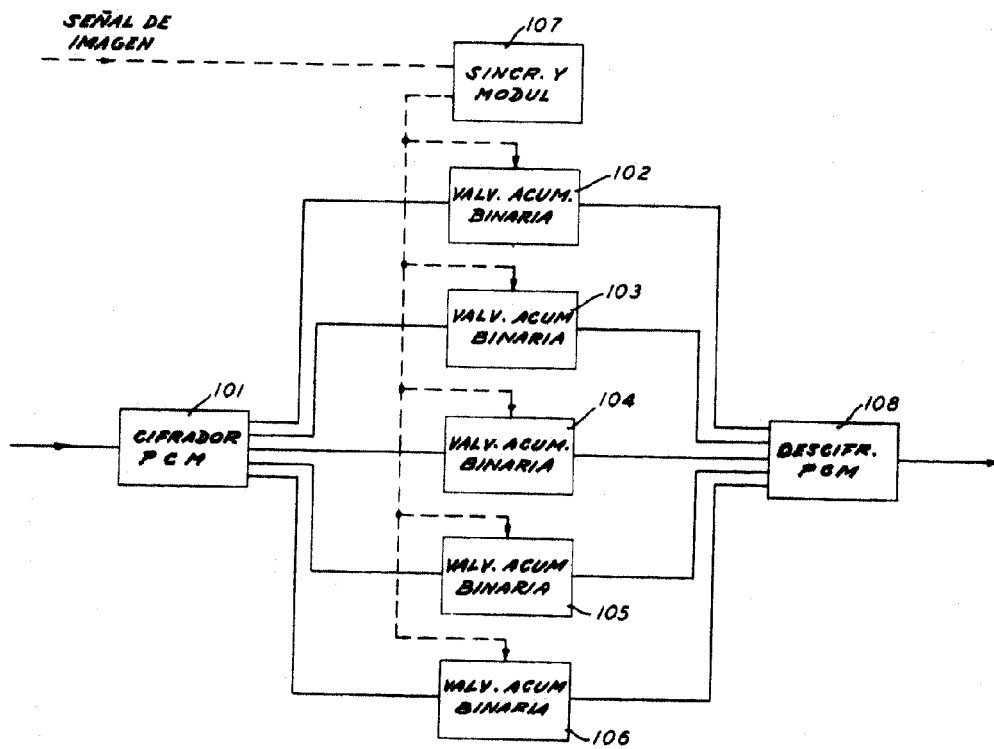 SEÑAL DE
IMAGEN
107
SINCR. Y
MODUL
102
VALV. ACUM.
BINARIA
103
VALV. ACUM
BINARIA
101
CIFRADOR
P C M
104
VALV. ACUM.
BINARIA
108
DESCIFR.
PCM
VALV. ACUM
BINARIA
105
VALV. ACUM
BINARIA
106